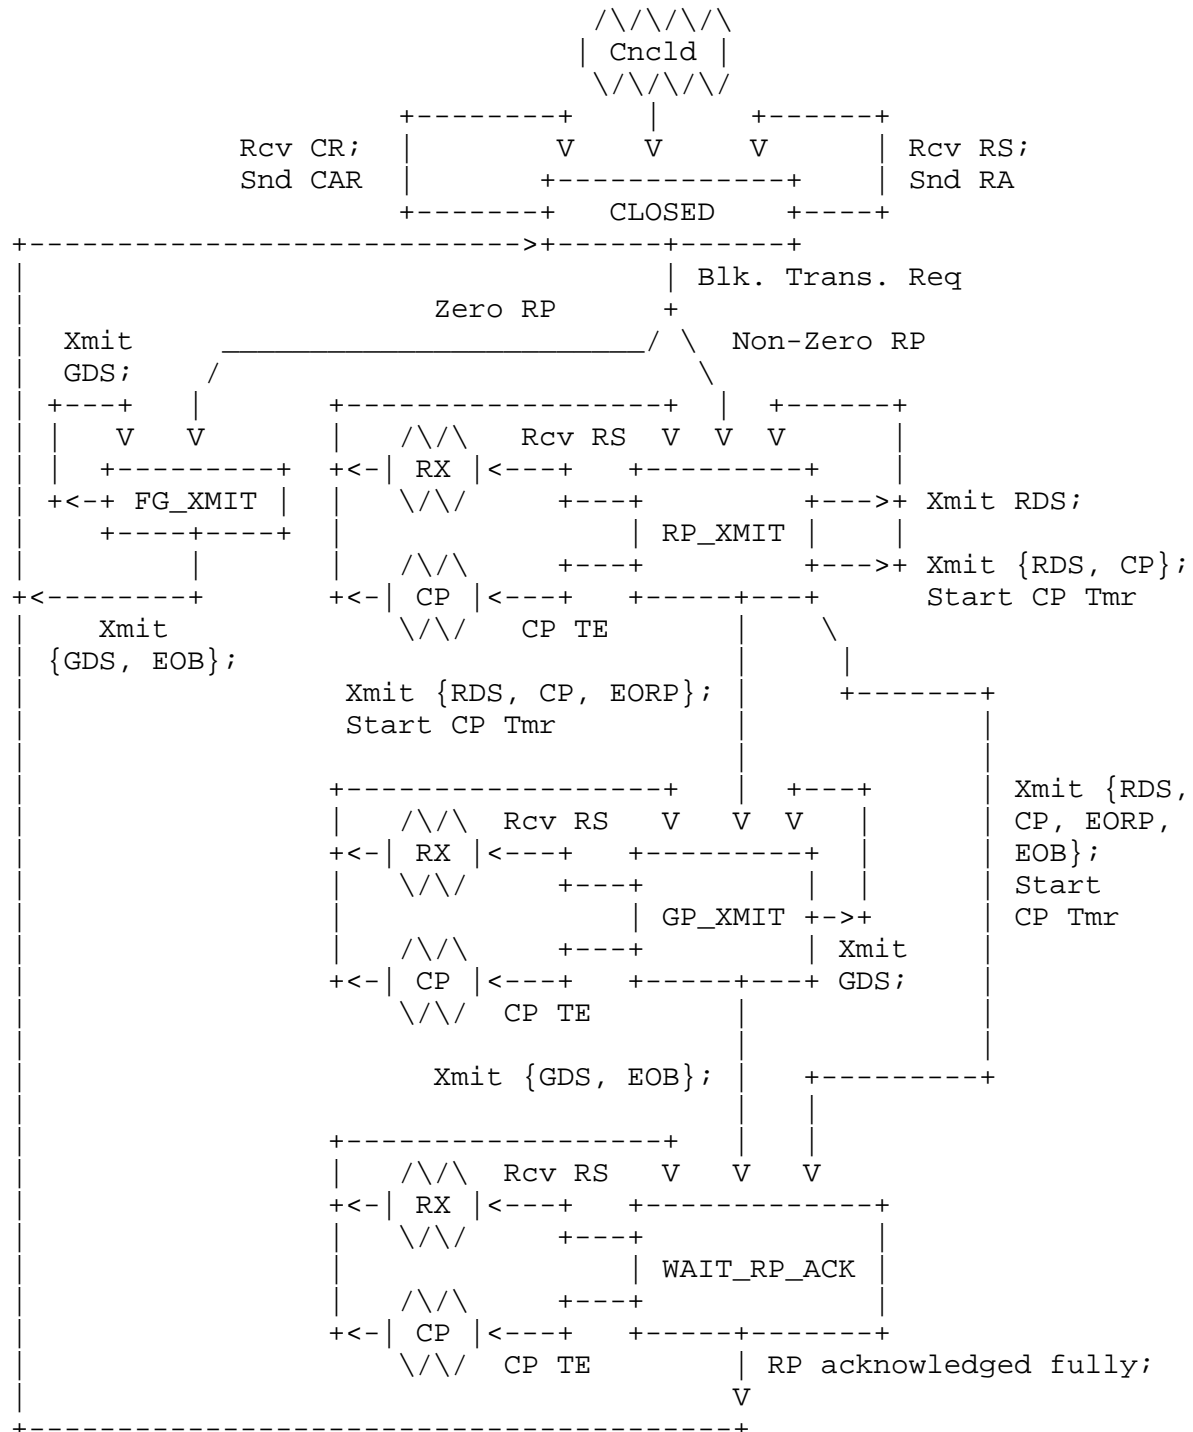 Cncld
Rcv CR; Rcv RS;
Snd CAR Snd RA
CLOSED
Blk. Trans. Req
Zero RP
Xmit Non-Zero RP
GDS;
V V Rcv RS V V V
RX
FG_XMIT Xmit RDS;
RP_XMIT
Xmit {RDS, CP};
CP Start CP Tmr
Xmit CP TE
{GDS, EOB};
Xmit {RDS, CP, EORP};
Start CP Tmr
Xmit {RDS,
Rcv RS V V V CP, EORP,
RX EOB};
Start
GP_XMIT CP Tmr
Xmit
CP GDS;
CP TE
Xmit {GDS, EOB};
Rcv RS V V V
RX
WAIT_RP_ACK
CP
CP TE RP acknowledged fully;
V